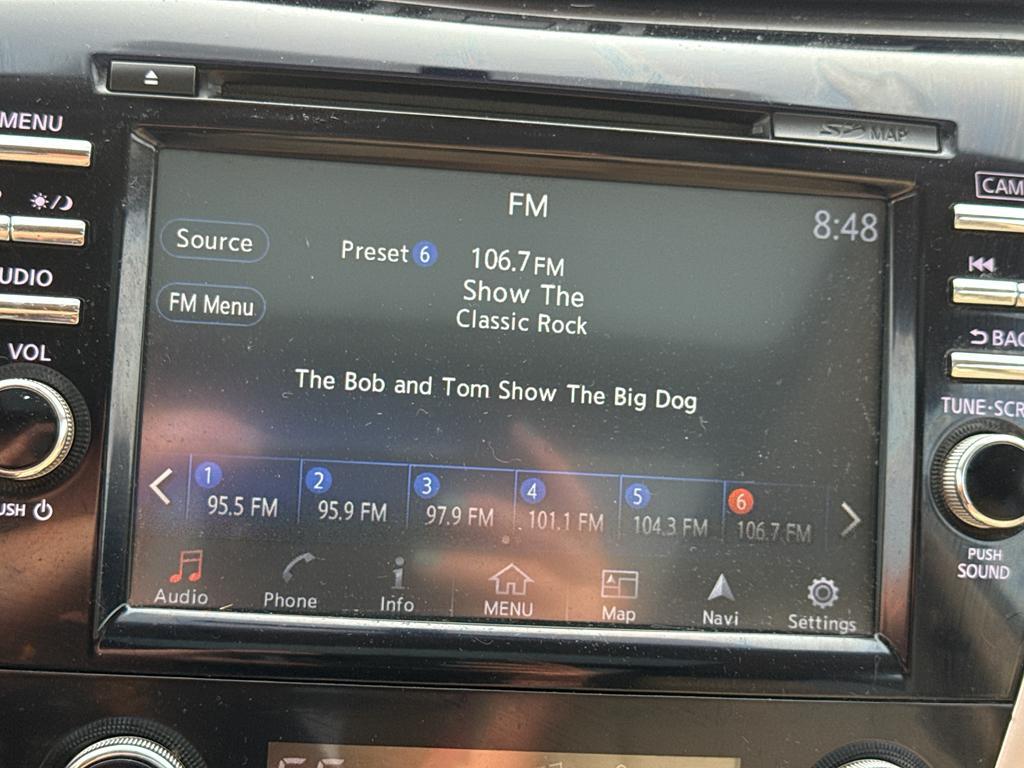 MENU
SD MAP
CAM
UDIO
VOL
USH
BAC
TUNE·SCR
PUSH
SOUND
FM
8:48
Source
Preset 6 106.7 FM
Show The
FM Menu
Classic Rock
The Bob and Tom Show The Big Dog
1 2 3 4 5 6
95.5 FM 95.9 FM 97.9 FM 101.1 FM 104.3 FM 106.7 FM
Audio Phone Info MENU Map Navi Settings